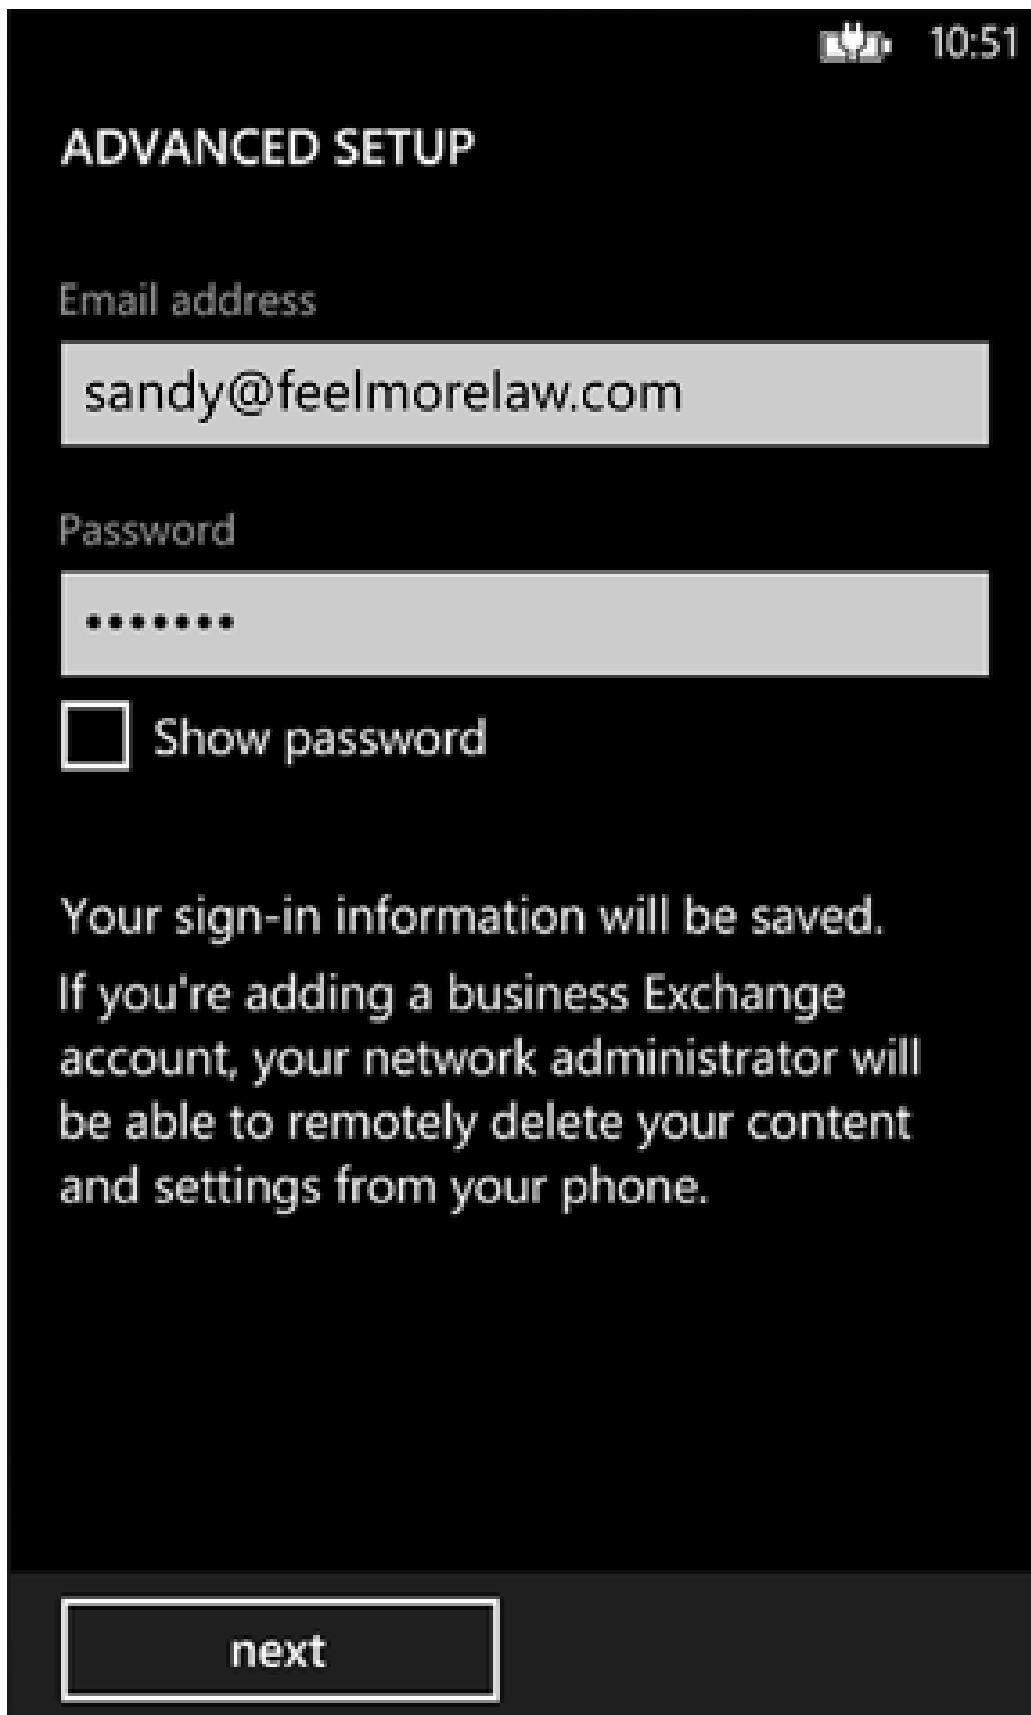 10:51
ADVANCED SETUP
Email address
sandy@feelmorelaw.com
Password
•••••••
Show password
Your sign-in information will be saved.
If you're adding a business Exchange
account, your network administrator will
be able to remotely delete your content
and settings from your phone.
next